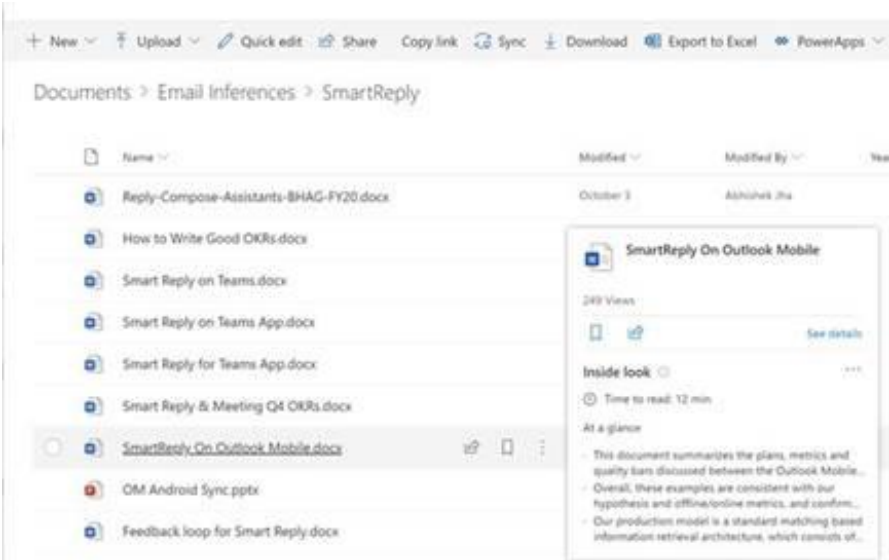 + New Upload Quick edit Share Copy link Sync Download Export to Excel PowerApps
Documents > Email Inferences > SmartReply
Name Modified Modified By
Reply-Compose-Assistants-BHAG-FY20.docx October 3 Abhishek Jha
How to Write Good OKRs.docx
Smart Reply on Teams.docx
Smart Reply on Teams App.docx
Smart Reply for Teams App.docx
Smart Reply & Meeting Q4 OKRs.docx
SmartReply On Outlook Mobile.docx
OM Android Sync.pptx
Feedback loop for Smart Reply.docx
SmartReply On Outlook Mobile
249 Views
See details
Inside look
Time to read: 12 min
At a glance
- This document summarizes the plans, metrics and
quality bars discussed between the Outlook Mobile...
- Overall, these examples are consistent with our
hypothesis and offline/online metrics, and confirm...
- Our production model is a standard matching based
information retrieval architecture, which consists of...